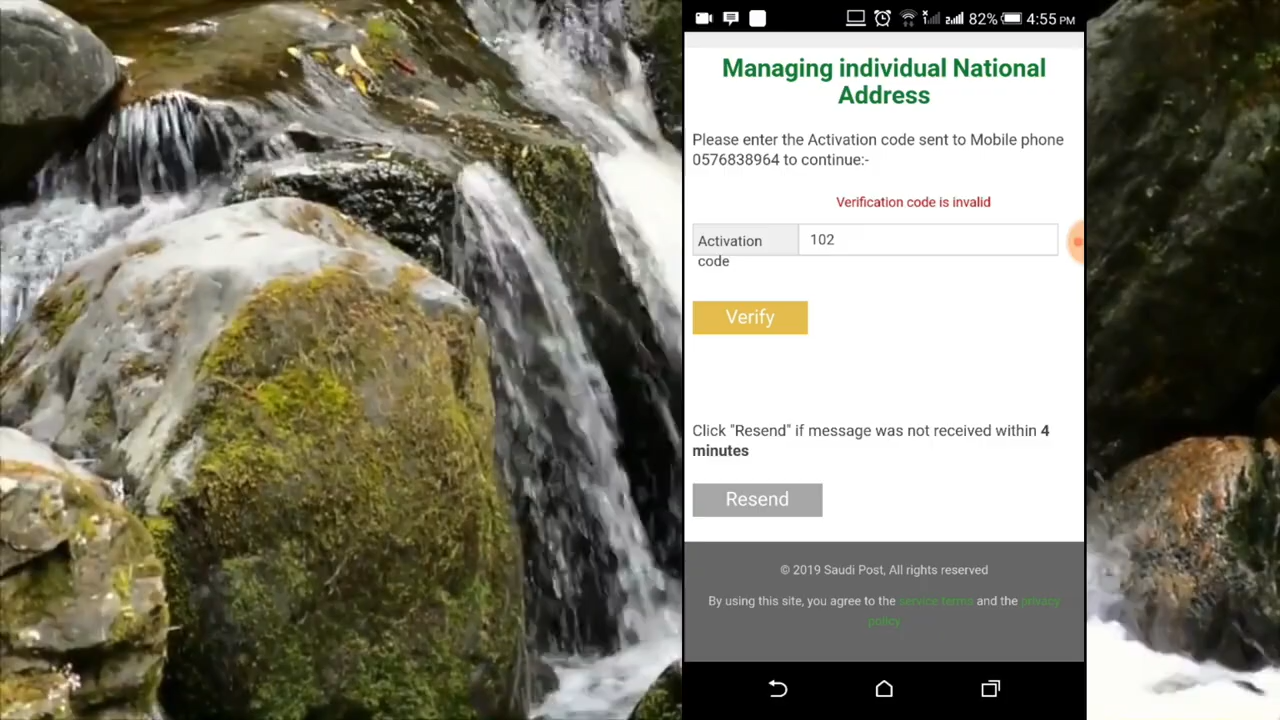 82% 4:55 PM
Managing individual National
Address
Please enter the Activation code sent to Mobile phone
0576838964 to continue:-
Verification code is invalid
Activation
code
102
Verify
Click "Resend" if message was not received within 4
minutes
Resend
© 2019 Saudi Post, All rights reserved
By using this site, you agree to the service terms and the privacy
policy